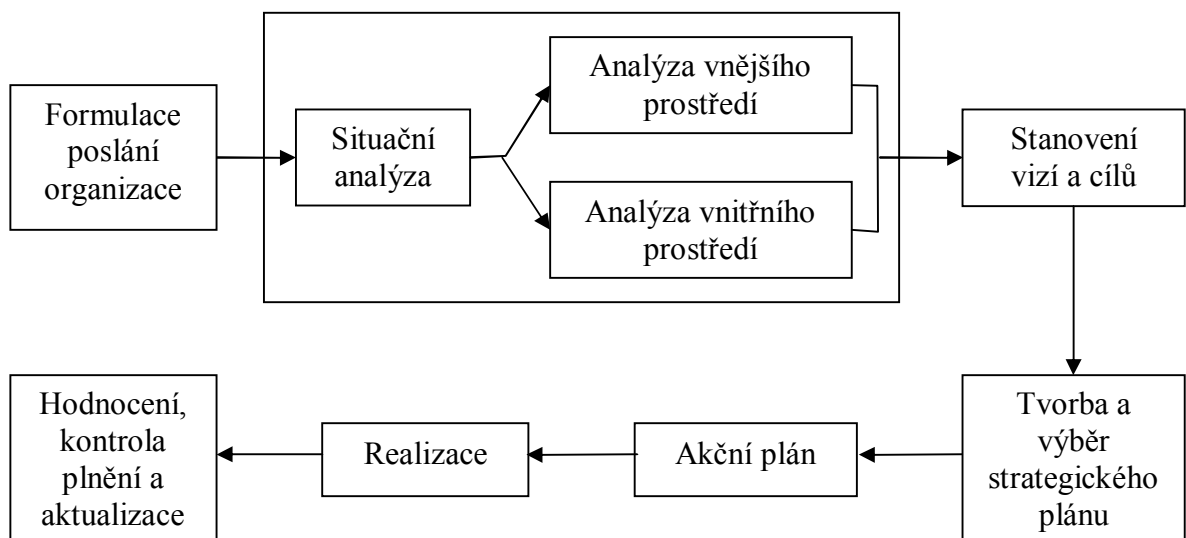 Formulace
poslání
organizace
Situační
analýza
Analýza vnějšího
prostředí
Analýza vnitřního
prostředí
Stanovení
vizí a cílů
Tvorba a
výběr
strategického
plánu
Akční plán
Realizace
Hodnocení,
kontrola
plnění a
aktualizace